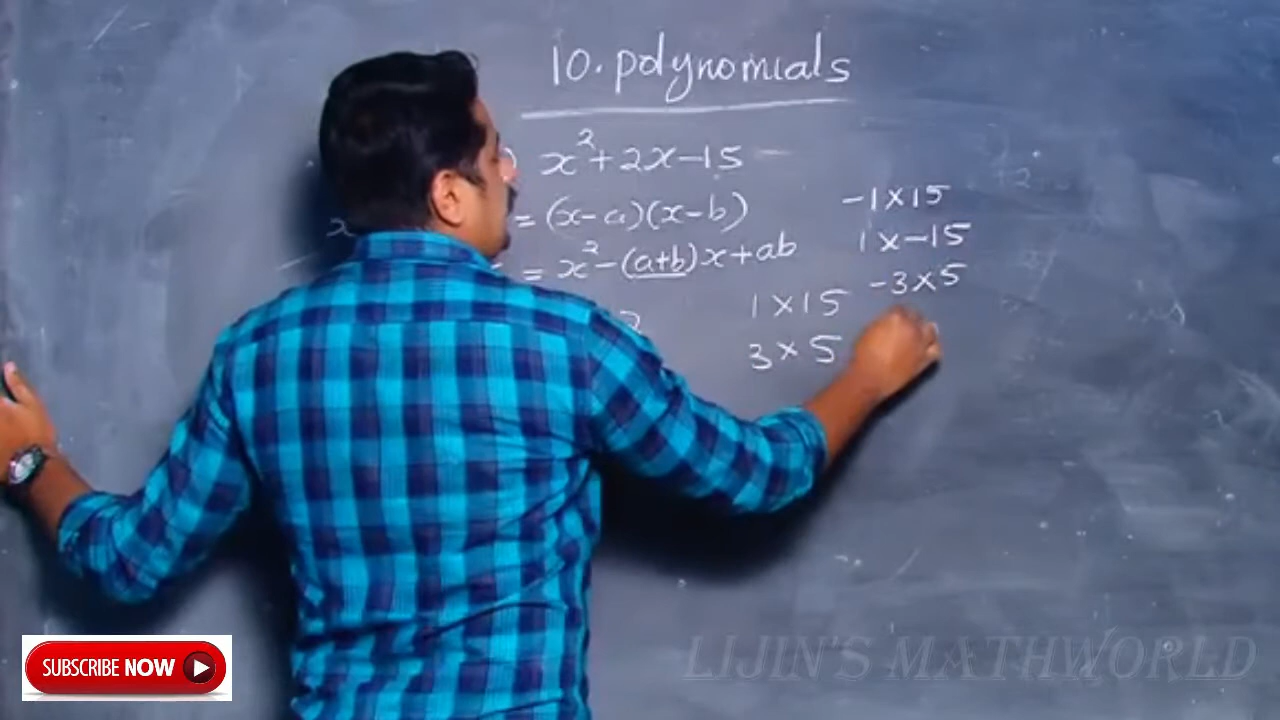 10. polynomials
) x² + 2x - 15
x
= (x-a)(x-b)
= x² - (a+b)x + ab
2
-1 × 15
1 × -15
-3 × 5
1 × 15
3 × 5
SUBSCRIBE NOW
LIJIN'S MATHWORLD